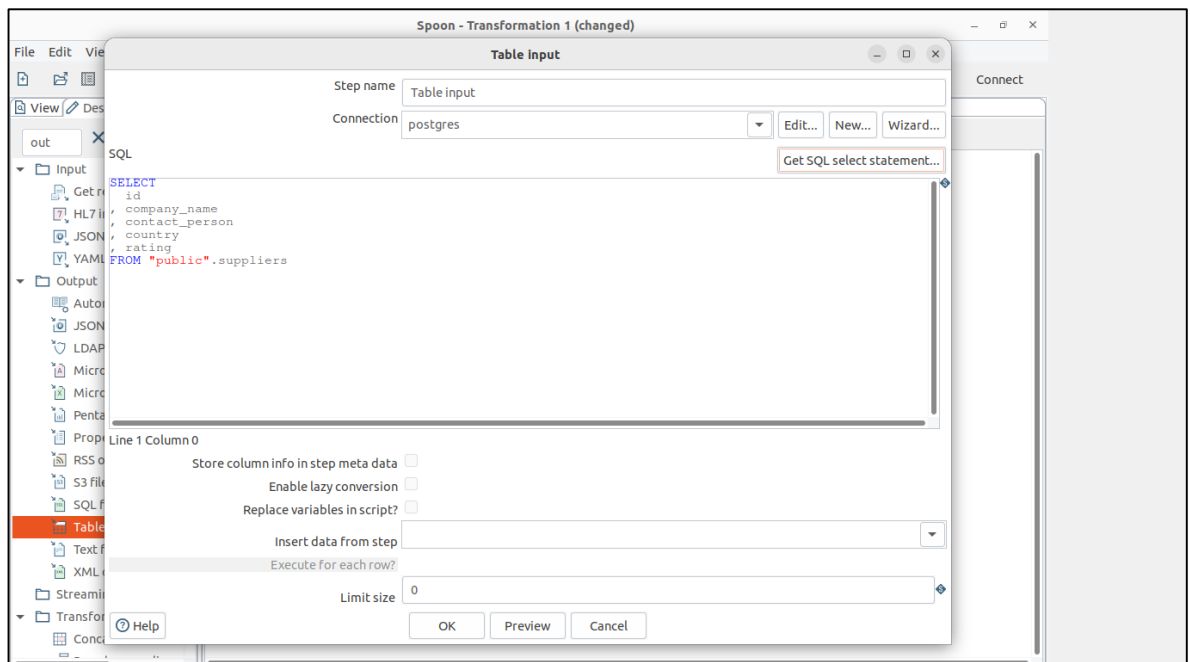 Spoon - Transformation 1 (changed)
File Edit Vie
Table input
Connect
Step name Table input
View Des
Connection postgres Edit... New... Wizard...
out
SQL Get SQL select statement...
Input
SELECT
id
, company_name
, contact_person
, country
, rating
FROM "public".suppliers
Get re
HL7 in
JSON
YAML
Output
Autor
JSON
LDAP
Micro
Micro
Penta
Prope
RSS o
S3 file
SQL f
Table
Text f
XML o
Streami
Transfor
Conca
Line 1 Column 0
Store column info in step meta data
Enable lazy conversion
Replace variables in script?
Insert data from step
Execute for each row?
Limit size 0
Help OK Preview Cancel